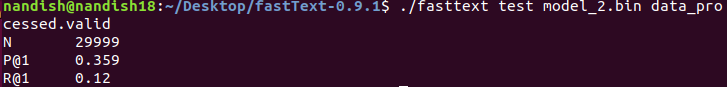 nandish@nandish18:~/Desktop/fastText-0.9.1$ ./fasttext test model_2.bin data_pro
cessed.valid
N 29999
P@1 0.359
R@1 0.12